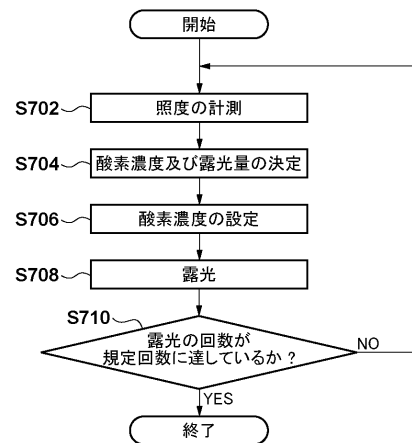 開始
S702 照度の計測
S704 酸素濃度及び露光量の決定
S706 酸素濃度の設定
S708 露光
S710
露光の回数が
規定回数に達しているか?
NO
YES
終了